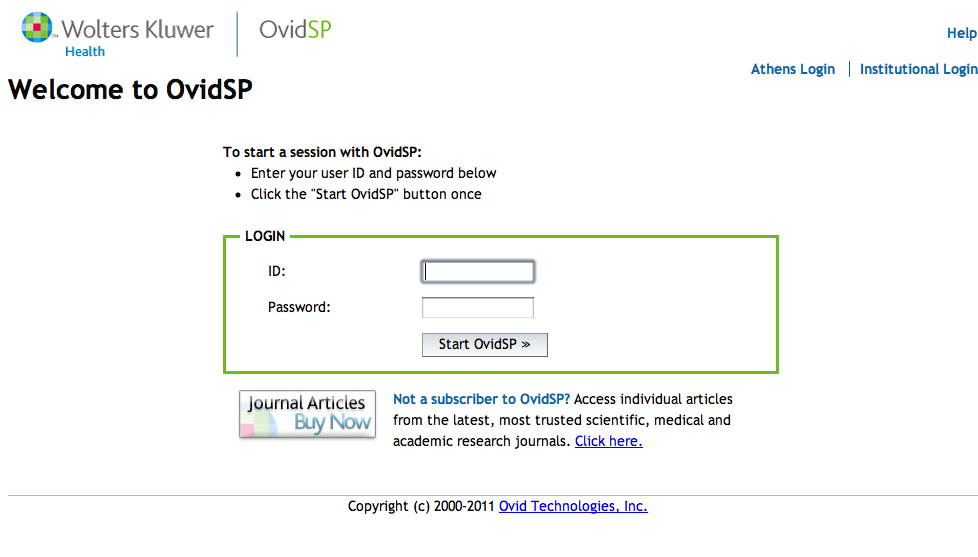 Wolters Kluwer
Health
OvidSP
Help
Athens Login | Institutional Login
Welcome to OvidSP
To start a session with OvidSP:
• Enter your user ID and password below
• Click the "Start OvidSP" button once
LOGIN
ID:
Password:
Start OvidSP »
Journal Articles
Buy Now
Not a subscriber to OvidSP? Access individual articles
from the latest, most trusted scientific, medical and
academic research journals. Click here.
Copyright (c) 2000-2011 Ovid Technologies, Inc.